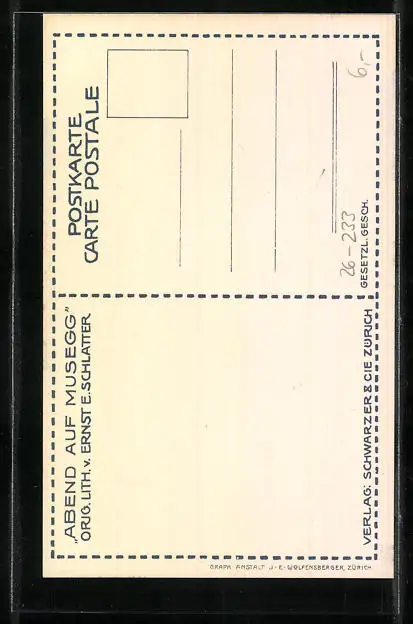 „ABEND AUF MUSEGG"
ORIG. LITH. v. ERNST E. SCHLATTER
POSTKARTE
CARTE POSTALE
6,-
26-233
GESETZL. GESCH.
VERLAG: SCHWARZER & CIE ZÜRICH
GRAPH. ANSTALT J. E. WOLFENSBERGER, ZÜRICH